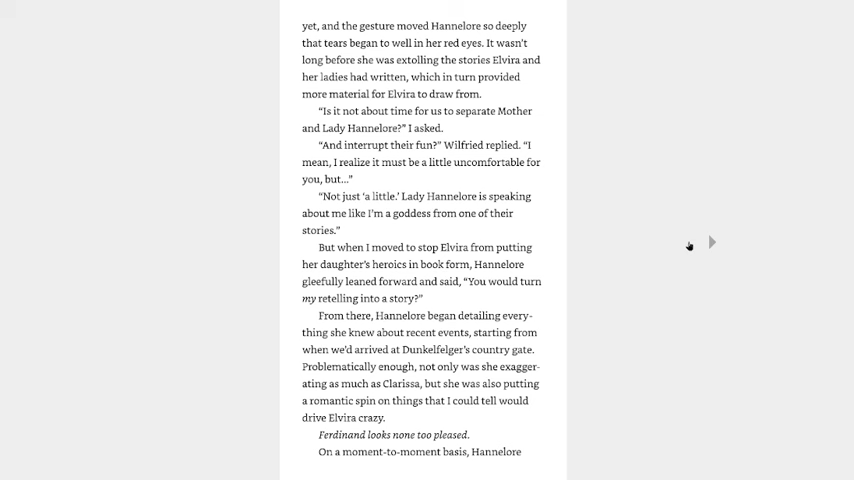 yet, and the gesture moved Hannelore so deeply
that tears began to well in her red eyes. It wasn't
long before she was extolling the stories Elvira and
her ladies had written, which in turn provided
more material for Elvira to draw from.
“Is it not about time for us to separate Mother
and Lady Hannelore?” I asked.
“And interrupt their fun?” Wilfried replied. “I
mean, I realize it must be a little uncomfortable for
you, but...”
“Not just ‘a little.’ Lady Hannelore is speaking
about me like I'm a goddess from one of their
stories.”
But when I moved to stop Elvira from putting
her daughter's heroics in book form, Hannelore
gleefully leaned forward and said, “You would turn
my retelling into a story?”
From there, Hannelore began detailing every-
thing she knew about recent events, starting from
when we'd arrived at Dunkelfelger's country gate.
Problematically enough, not only was she exagger-
ating as much as Clarissa, but she was also putting
a romantic spin on things that I could tell would
drive Elvira crazy.
Ferdinand looks none too pleased.
On a moment-to-moment basis, Hannelore